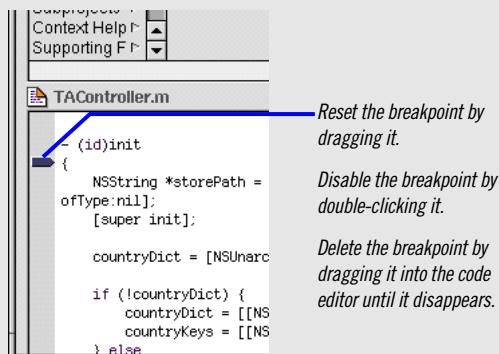 Context Help
Supporting F
TAController.m
- (id)init
{
NSString *storePath =
ofType:nil];
[super init];
countryDict = [NSUnarc
if (!countryDict) {
countryDict = [[NS
countryKeys = [[NS
} else
Reset the breakpoint by
dragging it.
Disable the breakpoint by
double-clicking it.
Delete the breakpoint by
dragging it into the code
editor until it disappears.